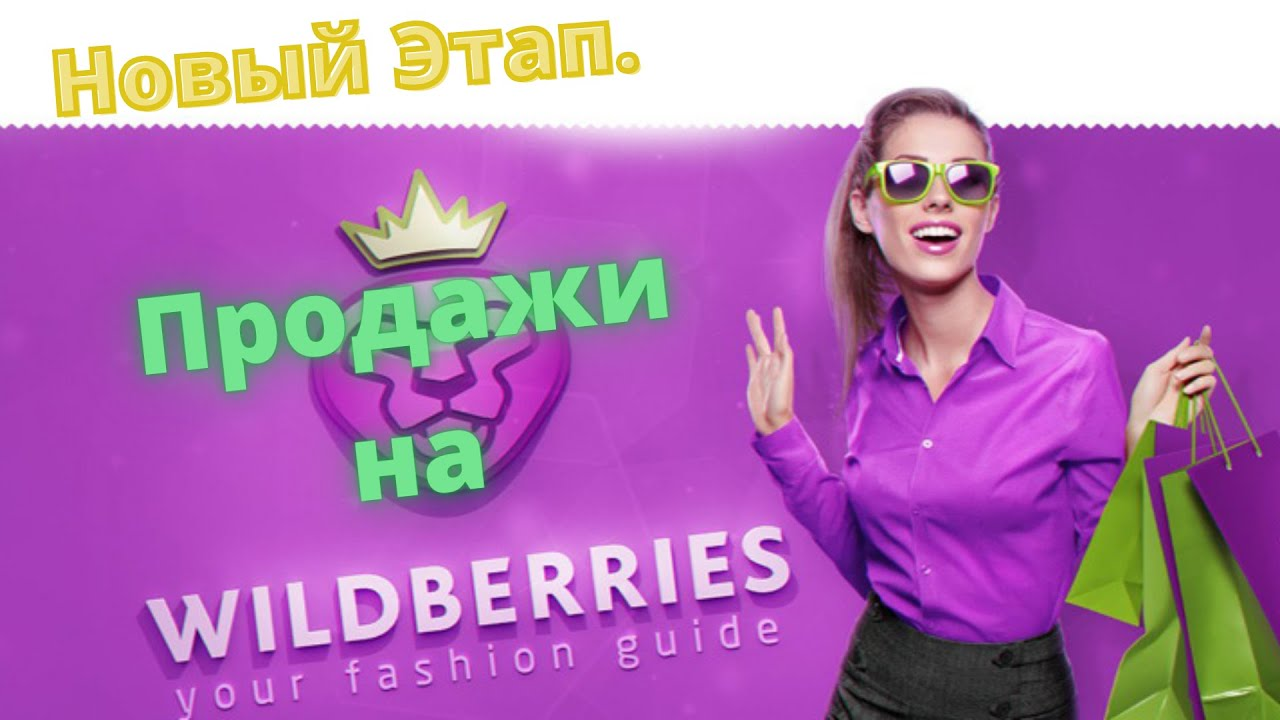 Новый Этап.
Продажи
на
WILDBERRIES
your fashion guide